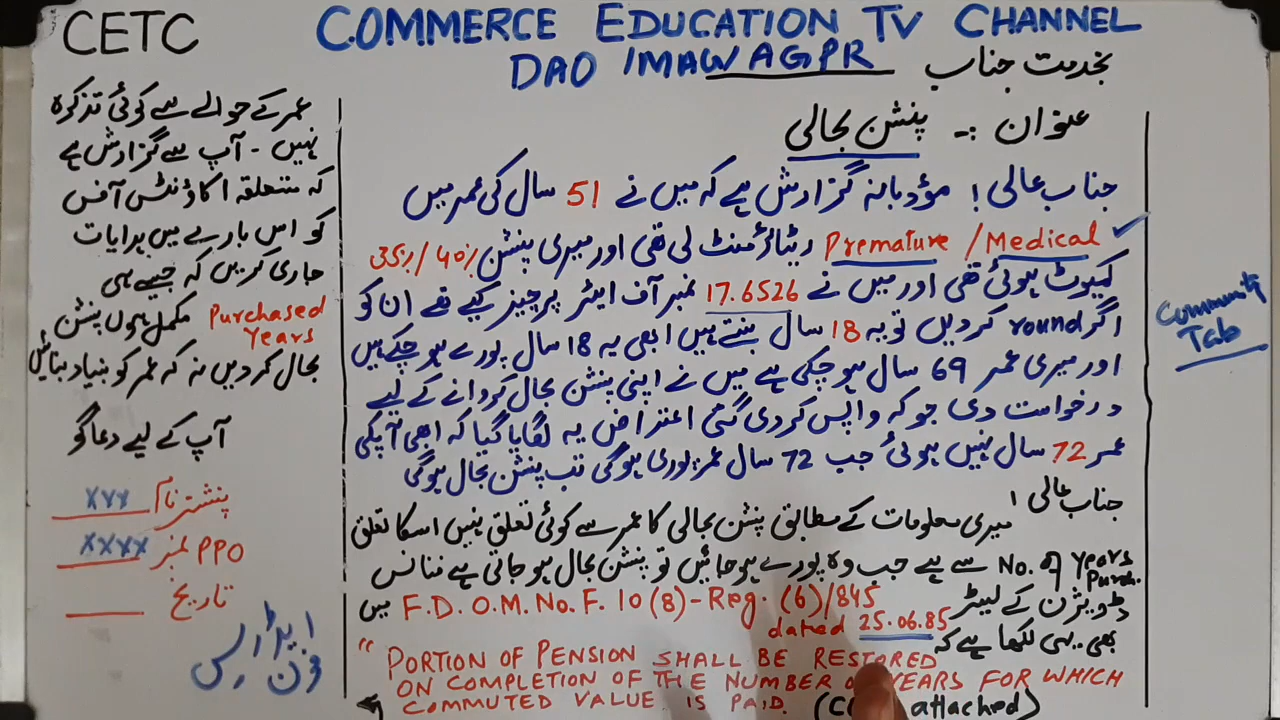 CETC
COMMERCE EDUCATION TV CHANNEL
بخدمت جناب DAO / MAWAGPR
عنوان :- پنشن بحالی
جناب عالی! مؤدبانہ گزارش ہے کہ میں نے 51 سال کی عمر میں
Premature / Medical ریٹائرمنٹ لی تھی اور میری پنشن 35٪/40٪
کمیوٹ ہوئی تھی اور میں نے 17.6526 نمبر آف ایئر پرچیز کیے تھے ان کو
اگر round کر دیں تو یہ 18 سال بنتے ہیں ابھی یہ 18 سال پورے ہو چکے ہیں
اور میری عمر 69 سال ہو چکی ہے میں نے اپنی پنشن بحال کروانے کے لیے
درخواست دی جو کہ واپس کر دی گئی اعتراض یہ لگایا گیا کہ ابھی آپکی
عمر 72 سال نہیں ہوئی جب 72 سال عمر پوری ہوگی تب پنشن بحال ہوگی
جناب عالی!
میری معلومات کے مطابق پنشن بحالی کا عمر سے کوئی تعلق نہیں اسکا تعلق
No. of years Purch. سے ہے جب وہ پورے ہو جائیں تو پنشن بحال ہو جاتی ہے فنانس
ڈویژن کے لیٹر F.D. O.M. No. F. 10 (8)-Reg. (6)/845 میں
dated 25.06.85 بھی یہی لکھا ہے کہ
" PORTION OF PENSION SHALL BE RESTORED
ON COMPLETION OF THE NUMBER YEARS FOR WHICH
COMMUTED VALUE IS PAID. ( attached)
عمر کے حوالے سے کوئی تذکرہ
نہیں - آپ سے گزارش ہے
کہ متعلقہ اکاؤنٹس آفس
کو اس بارے میں ہدایات
جاری کریں کہ جیسے ہی
Purchased Years مکمل ہوں پنشن
بحال کر دیں نہ کہ عمر کو بنیاد بنائیں
آپ کے لیے دعا گو
پنشنر نام xxx
PPO نمبر xxxx
تاریخ
ایڈریس
فون
Community
Tab